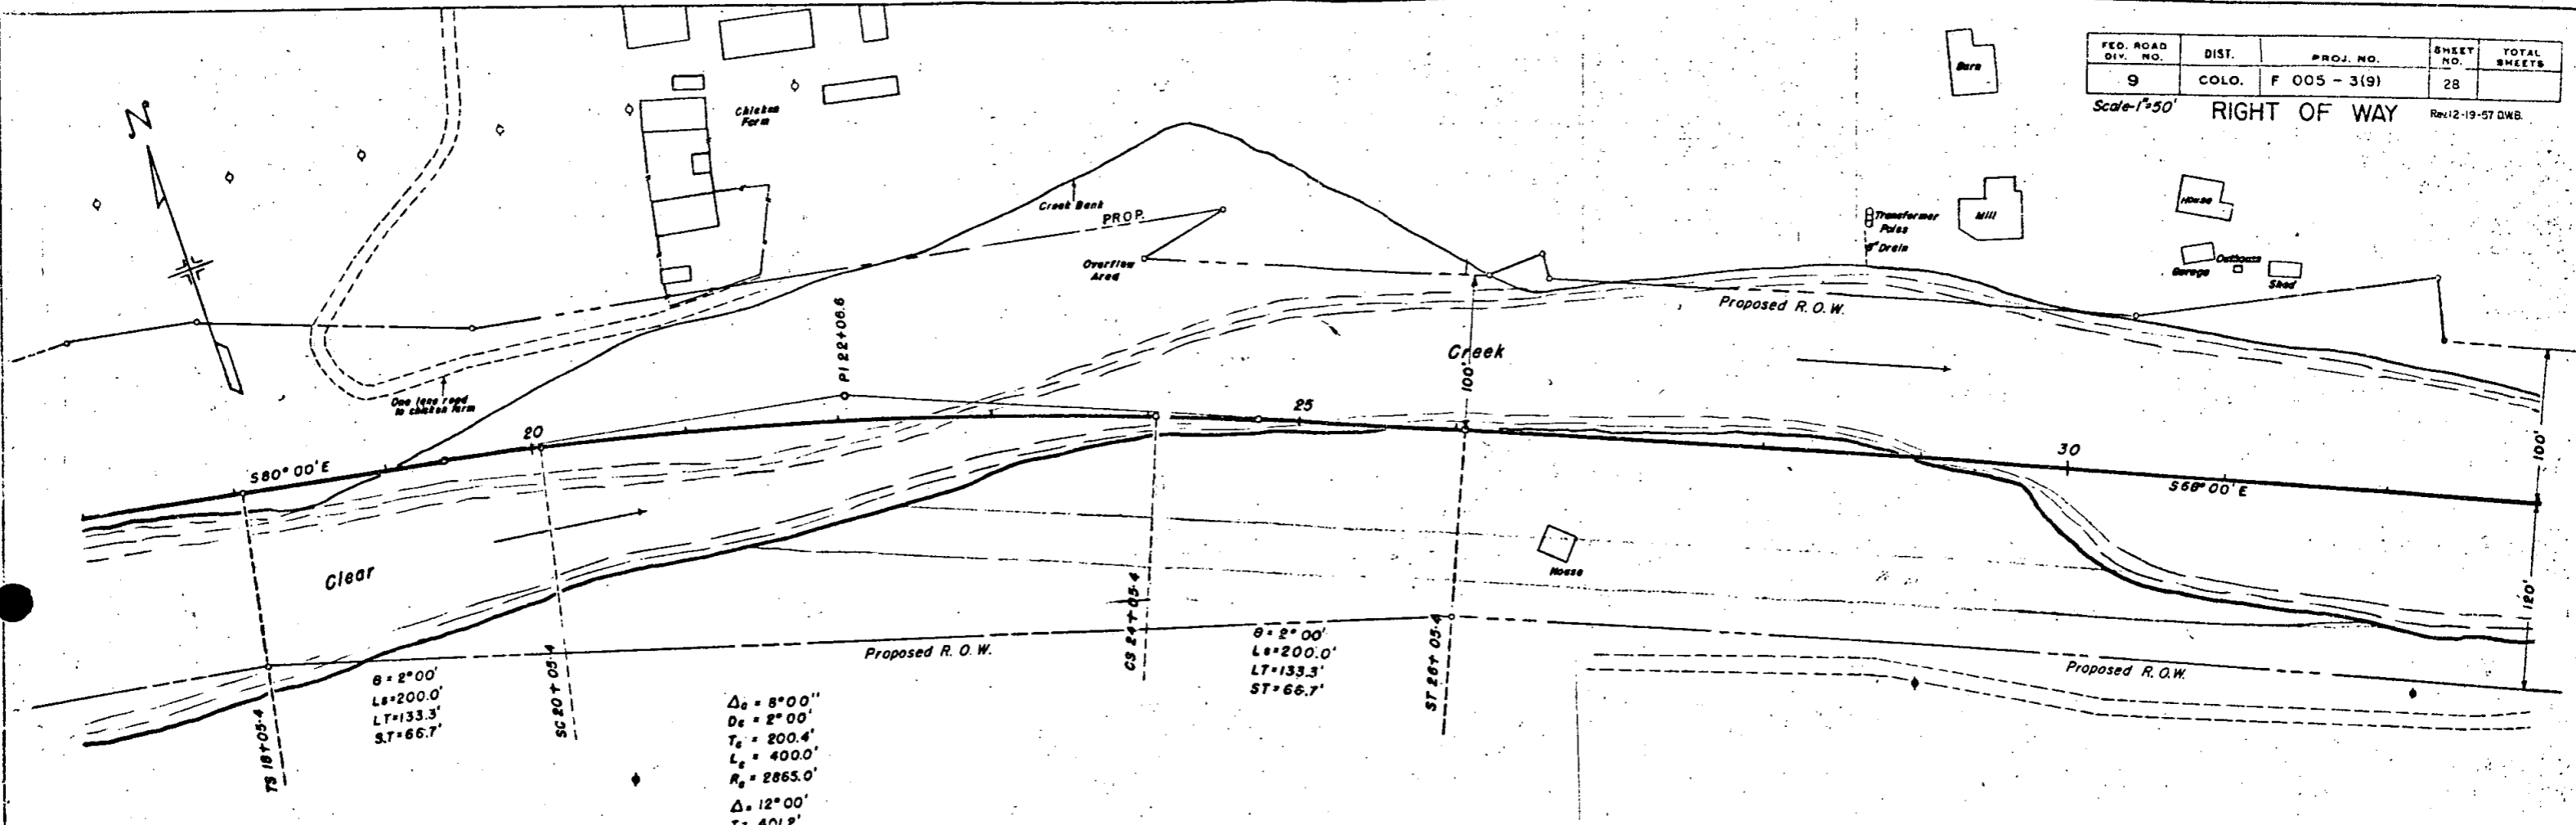 FED. ROAD DIV. NO. DIST. PROJ. NO. SHEET NO. TOTAL SHEETS
9 COLO. F 005 - 3(9) 28
Scale-1"=50' RIGHT OF WAY Rev.12-19-57 D.W.B.
N
Barn
Chicken Farm
Creek Bank
PROP.
Overflow Area
Transformer Poles
8" Drain
Mill
House
Garage
Outhouse
Shed
Proposed R.O.W.
One lane road to chicken farm
PI 22+06.6
Creek
100'
100'
S80°00'E
20
25
30
S68°00'E
Clear
House
120'
TS 18+05.4
SC 20+05.4
CS 24+05.4
ST 26+05.4
Proposed R.O.W.
Proposed R.O.W.
θ = 2°00'
Ls=200.0'
LT=133.3'
S.T=66.7'
θ = 2°00'
Ls=200.0'
LT=133.3'
ST=66.7'
Δc = 8°00"
Dc = 2°00'
Tc = 200.4'
Lc = 400.0'
Rc = 2865.0'
Δ = 12°00'
T = 401.2'